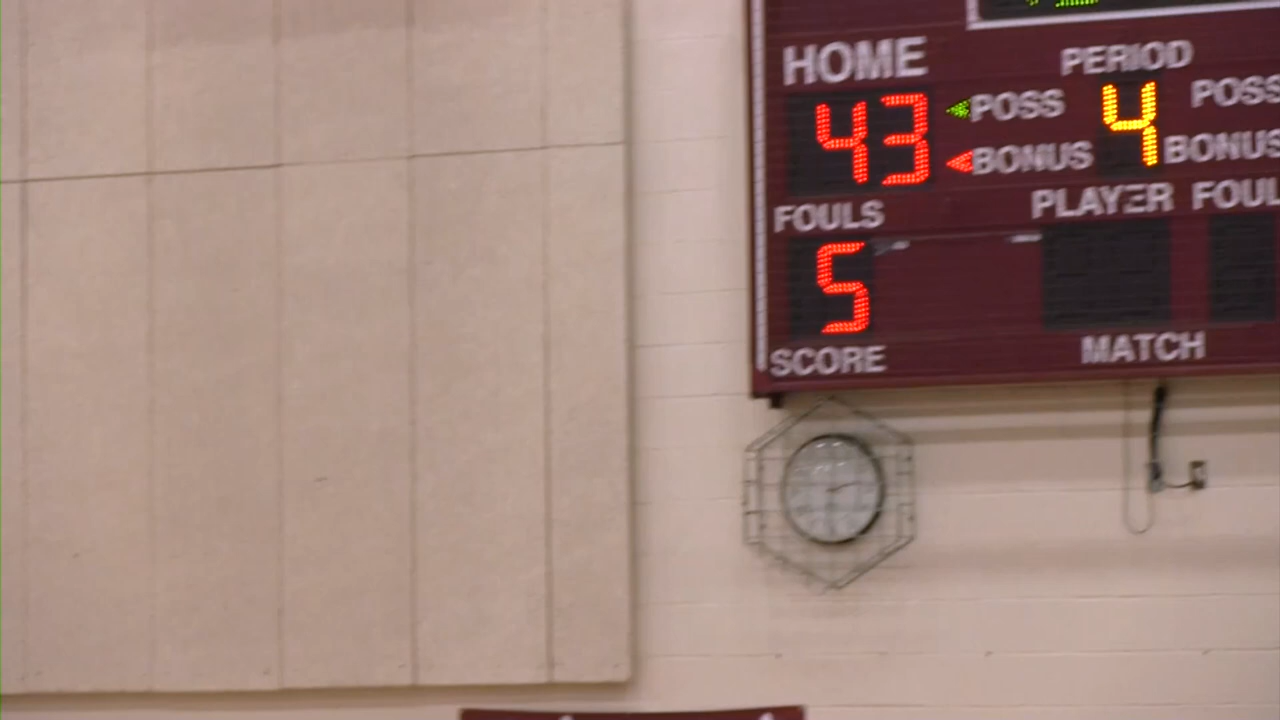 HOME PERIOD
43 POSS 4 POSS
BONUS BONUS
FOULS PLAYER FOUL
5
SCORE MATCH